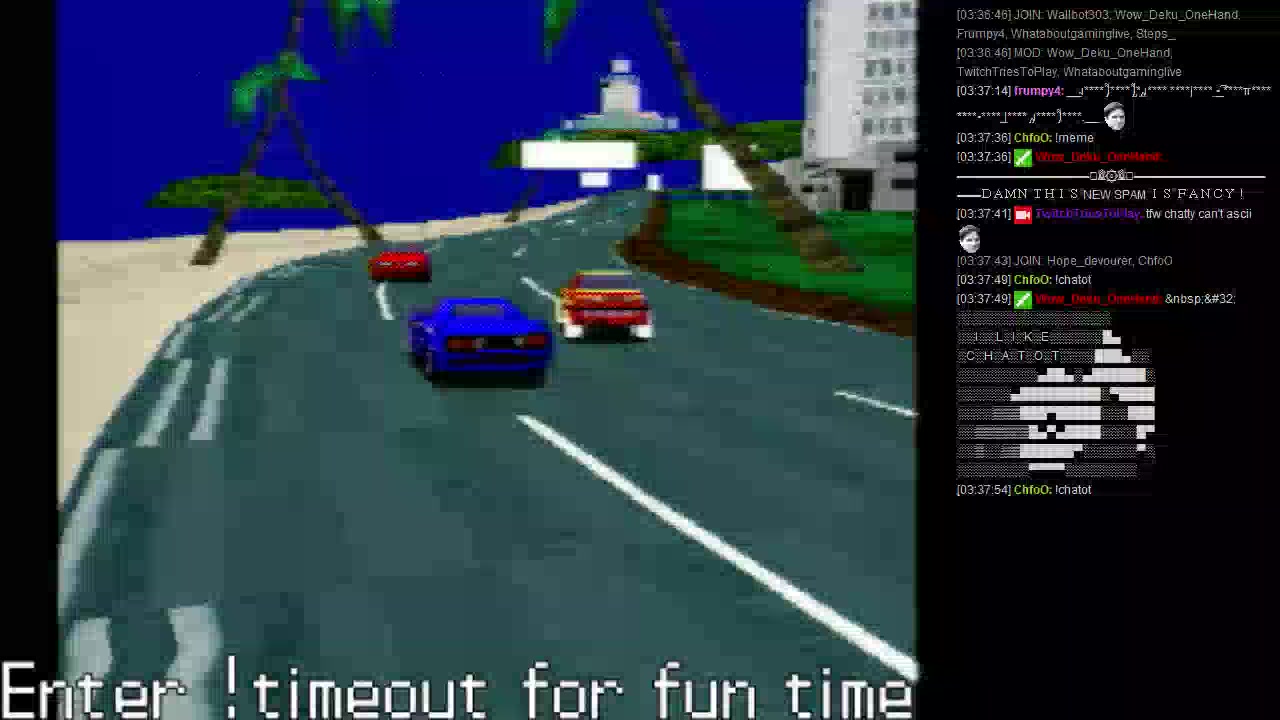 [03:36:46] JOIN: Wallbot303, Wow_Deku_OneHand,
Frumpy4, Whataboutgaminglive, Steps_
[03:36:46] MOD: Wow_Deku_OneHand,
TwitchTriesToPlay, Whataboutgaminglive
[03:37:14] frumpy4:
[03:37:36] ChfoO: !meme
[03:37:36] Wow_Deku_OneHand:
DAMN THIS NEW SPAM IS FANCY!
[03:37:41] TwitchTriesToPlay: tfw chatty can't ascii
[03:37:43] JOIN: Hope_devourer, ChfoO
[03:37:49] ChfoO: !chatot
[03:37:49] Wow_Deku_OneHand: &nbsp;&#32;
I LIKE
CHATOT
[03:37:54] ChfoO: !chatot
Enter !timeout for fun time